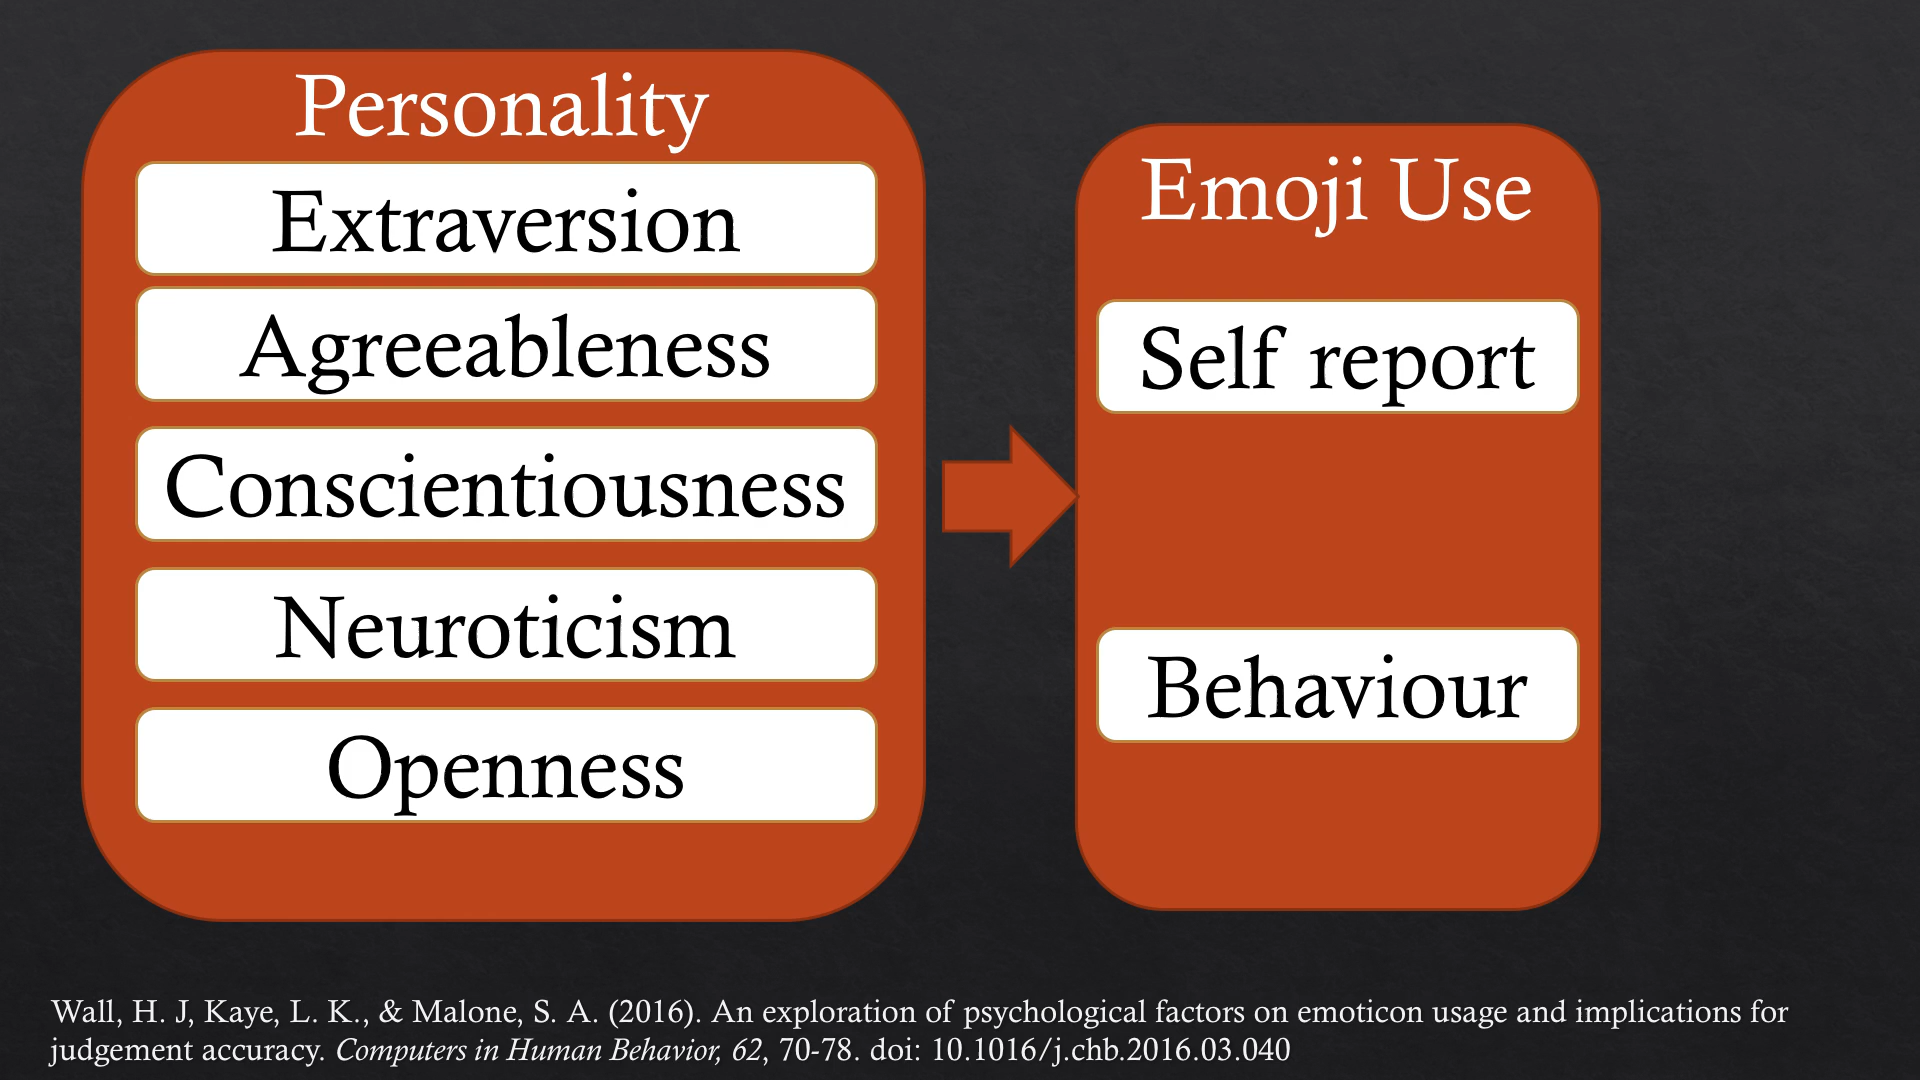 Personality
Extraversion
Agreeableness
Conscientiousness
Neuroticism
Openness
Emoji Use
Self report
Behaviour
Wall, H. J, Kaye, L. K., & Malone, S. A. (2016). An exploration of psychological factors on emoticon usage and implications for
judgement accuracy. Computers in Human Behavior, 62, 70-78. doi: 10.1016/j.chb.2016.03.040